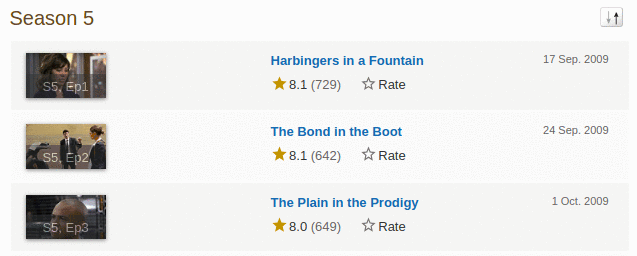 Season 5
S5, Ep1
Harbingers in a Fountain
17 Sep. 2009
8.1 (729) Rate
S5, Ep2
The Bond in the Boot
24 Sep. 2009
8.1 (642) Rate
S5, Ep3
The Plain in the Prodigy
1 Oct. 2009
8.0 (649) Rate